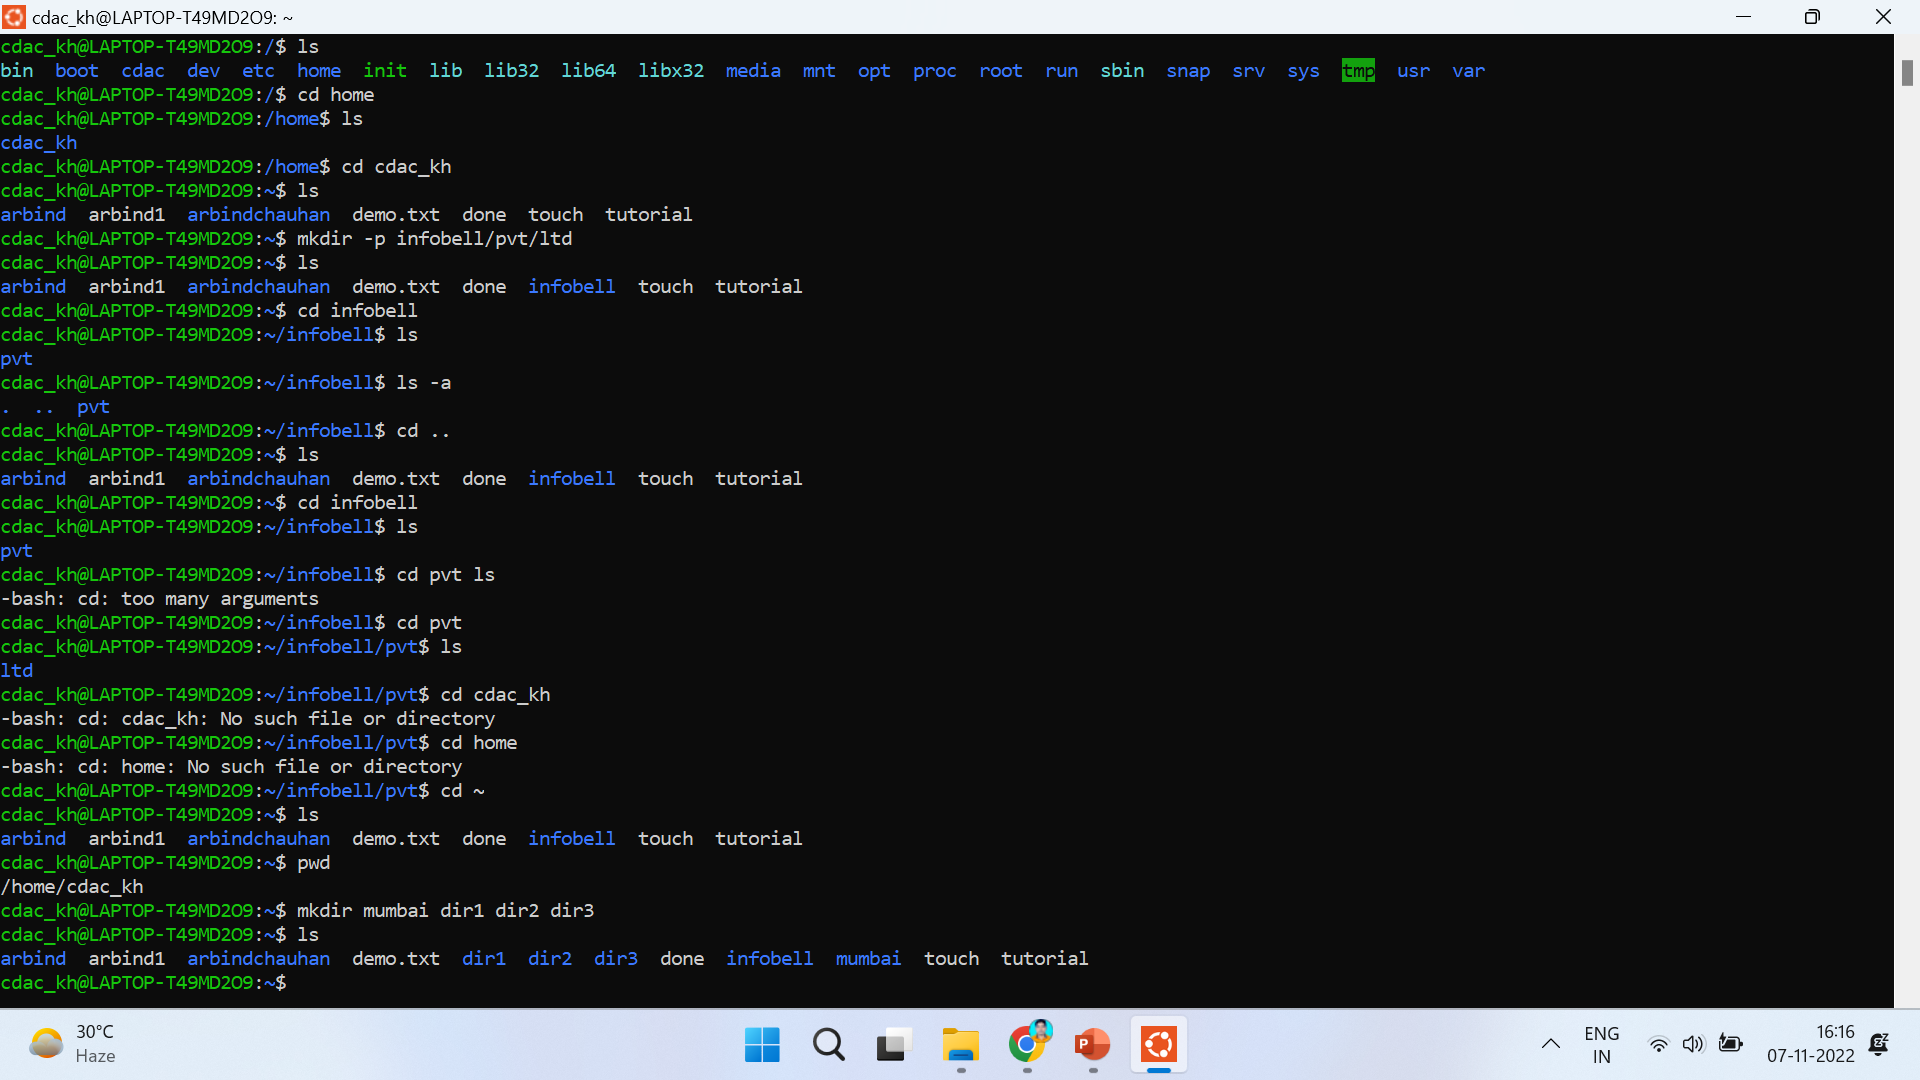 cdac_kh@LAPTOP-T49MD2O9: ~
cdac_kh@LAPTOP-T49MD2O9:/$ ls
bin  boot  cdac  dev  etc  home  init  lib  lib32  lib64  libx32  media  mnt  opt  proc  root  run  sbin  snap  srv  sys  tmp  usr  var
cdac_kh@LAPTOP-T49MD2O9:/$ cd home
cdac_kh@LAPTOP-T49MD2O9:/home$ ls
cdac_kh
cdac_kh@LAPTOP-T49MD2O9:/home$ cd cdac_kh
cdac_kh@LAPTOP-T49MD2O9:~$ ls
arbind  arbind1  arbindchauhan  demo.txt  done  touch  tutorial
cdac_kh@LAPTOP-T49MD2O9:~$ mkdir -p infobell/pvt/ltd
cdac_kh@LAPTOP-T49MD2O9:~$ ls
arbind  arbind1  arbindchauhan  demo.txt  done  infobell  touch  tutorial
cdac_kh@LAPTOP-T49MD2O9:~$ cd infobell
cdac_kh@LAPTOP-T49MD2O9:~/infobell$ ls
pvt
cdac_kh@LAPTOP-T49MD2O9:~/infobell$ ls -a
.  ..  pvt
cdac_kh@LAPTOP-T49MD2O9:~/infobell$ cd ..
cdac_kh@LAPTOP-T49MD2O9:~$ ls
arbind  arbind1  arbindchauhan  demo.txt  done  infobell  touch  tutorial
cdac_kh@LAPTOP-T49MD2O9:~$ cd infobell
cdac_kh@LAPTOP-T49MD2O9:~/infobell$ ls
pvt
cdac_kh@LAPTOP-T49MD2O9:~/infobell$ cd pvt ls
-bash: cd: too many arguments
cdac_kh@LAPTOP-T49MD2O9:~/infobell$ cd pvt
cdac_kh@LAPTOP-T49MD2O9:~/infobell/pvt$ ls
ltd
cdac_kh@LAPTOP-T49MD2O9:~/infobell/pvt$ cd cdac_kh
-bash: cd: cdac_kh: No such file or directory
cdac_kh@LAPTOP-T49MD2O9:~/infobell/pvt$ cd home
-bash: cd: home: No such file or directory
cdac_kh@LAPTOP-T49MD2O9:~/infobell/pvt$ cd ~
cdac_kh@LAPTOP-T49MD2O9:~$ ls
arbind  arbind1  arbindchauhan  demo.txt  done  infobell  touch  tutorial
cdac_kh@LAPTOP-T49MD2O9:~$ pwd
/home/cdac_kh
cdac_kh@LAPTOP-T49MD2O9:~$ mkdir mumbai dir1 dir2 dir3
cdac_kh@LAPTOP-T49MD2O9:~$ ls
arbind  arbind1  arbindchauhan  demo.txt  dir1  dir2  dir3  done  infobell  mumbai  touch  tutorial
cdac_kh@LAPTOP-T49MD2O9:~$
30°C
Haze
P
ENG
IN
16:16
07-11-2022